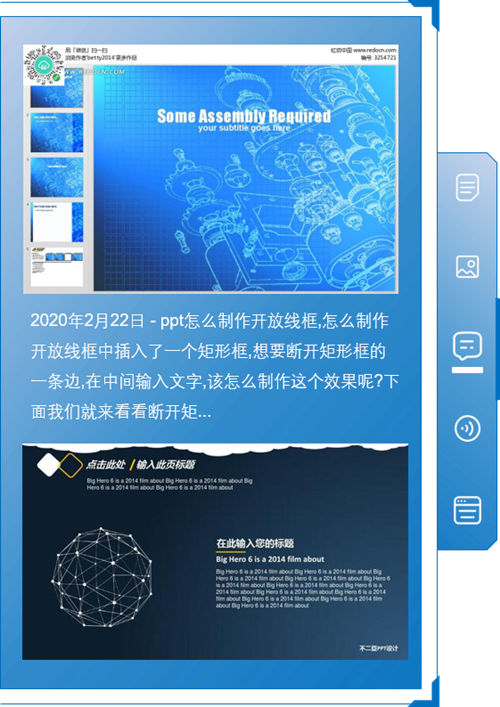 用「微信」扫一扫
浏览作者'betty2014'更多作品
红动中国 www.redocn.com
编号: 3254721
WWW.REDOCN.COM
Some Assembly Required
your subtitle goes here
2020年2月22日 - ppt怎么制作开放线框,怎么制作
开放线框中插入了一个矩形框,想要断开矩形框的
一条边,在中间输入文字,该怎么制作这个效果呢?下
面我们就来看看断开矩...
点击此处 / 输入此页标题
Big Hero 6 is a 2014 film about Big Hero 6 is a 2014 film about Big
Hero 6 is a 2014 film about Big Hero 6 is a 2014 film about
在此输入您的标题
Big Hero 6 is a 2014 film about
Big Hero 6 is a 2014 film about Big Hero 6 is a 2014 film about Big
Hero 6 is a 2014 film about Big Hero 6 is a 2014 film about Big Hero 6
is a 2014 film about Big Hero 6 is a 2014 film about Big Hero 6 is a
2014 film about Big Hero 6 is a 2014 film about Big Hero 6 is a 2014
film about Big Hero 6 is a 2014 film about Big Hero 6 is a 2014 film
about Big Hero 6 is a 2014 film about
不二痘PPT设计